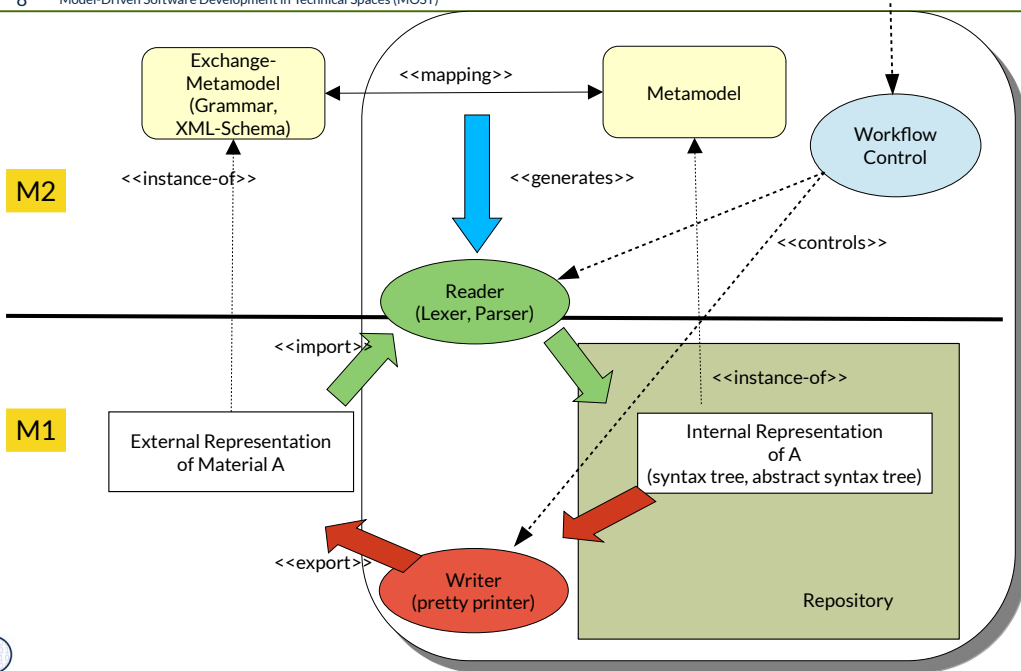 8 Model-Driven Software Development in Technical Spaces (MOST)
Exchange-
Metamodel
(Grammar,
XML-Schema)
<<mapping>>
Metamodel
Workflow
Control
<<instance-of>>
M2
<<generates>>
<<controls>>
Reader
(Lexer, Parser)
<<import>>
<<instance-of>>
M1
External Representation
of Material A
Internal Representation
of A
(syntax tree, abstract syntax tree)
<<export>>
Writer
(pretty printer)
Repository